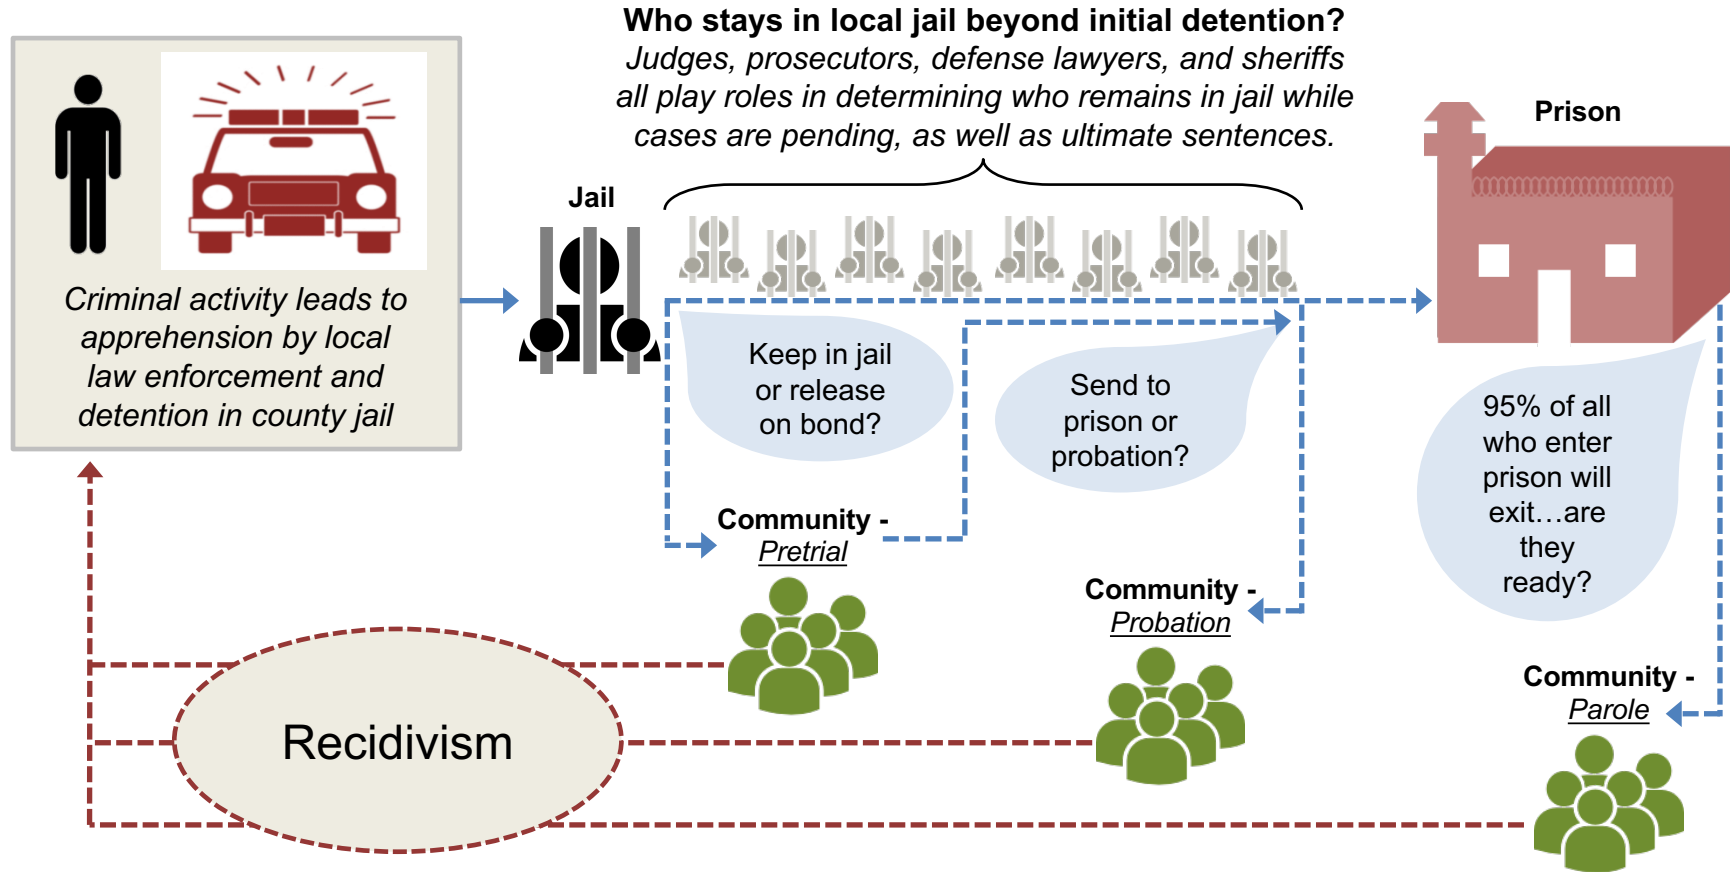 Who stays in local jail beyond initial detention?
Judges, prosecutors, defense lawyers, and sheriffs
all play roles in determining who remains in jail while
cases are pending, as well as ultimate sentences.
Prison
Jail
Criminal activity leads to
apprehension by local
law enforcement and
detention in county jail
Keep in jail
or release
on bond?
Send to
prison or
probation?
95% of all
who enter
prison will
exit…are
they
ready?
Community -
Pretrial
Community -
Probation
Community -
Parole
Recidivism